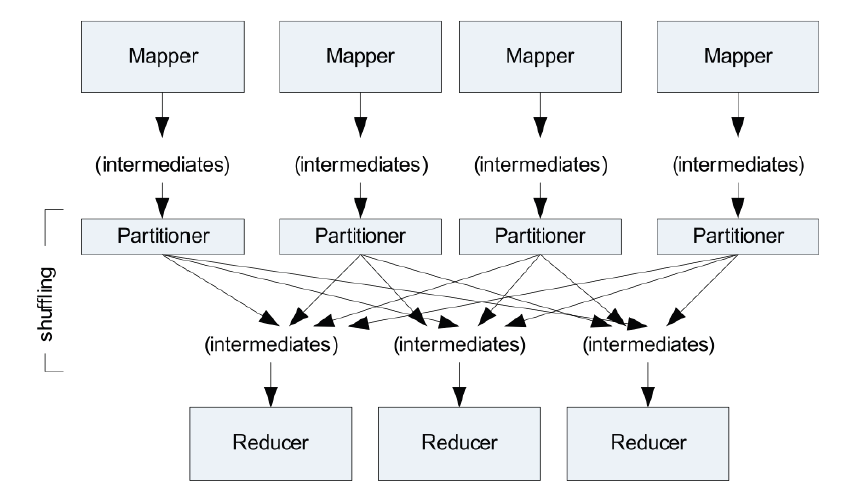 Mapper
Mapper
Mapper
Mapper
(intermediates)
(intermediates)
(intermediates)
(intermediates)
Partitioner
Partitioner
Partitioner
Partitioner
shuffling
(intermediates)
(intermediates)
(intermediates)
Reducer
Reducer
Reducer